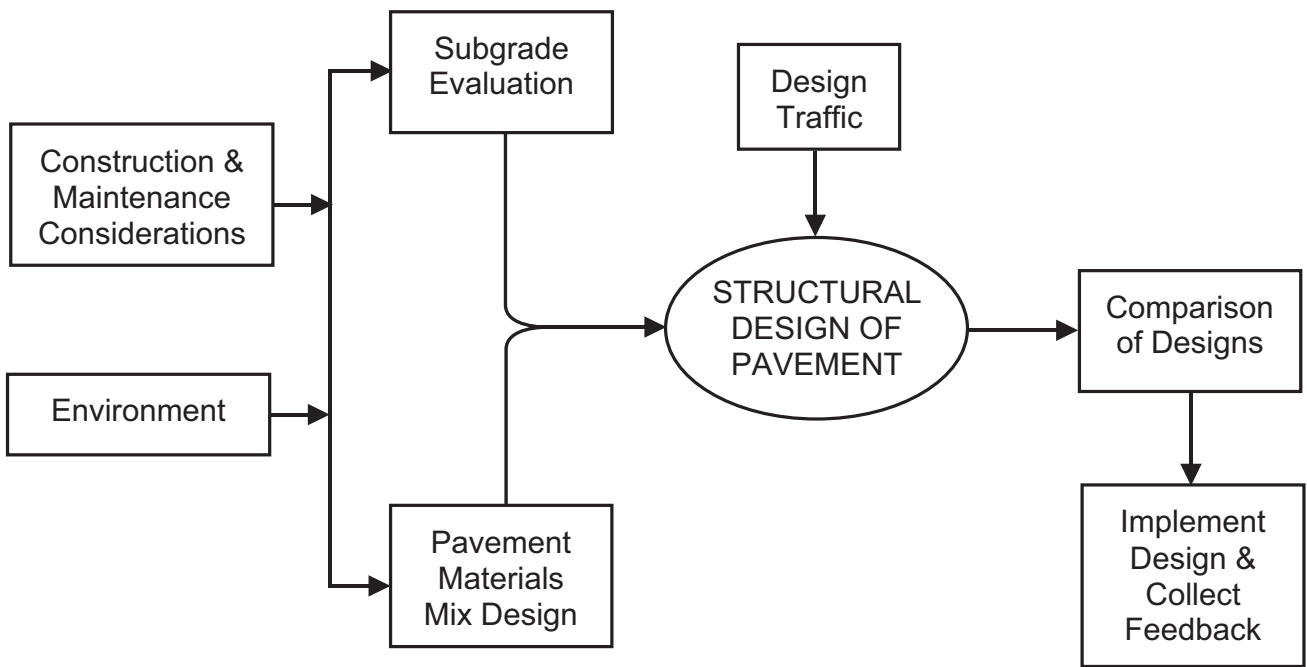 Subgrade
Evaluation
Design
Traffic
Construction &
Maintenance
Considerations
STRUCTURAL
DESIGN OF
PAVEMENT
Comparison
of Designs
Environment
Pavement
Materials
Mix Design
Implement
Design &
Collect
Feedback